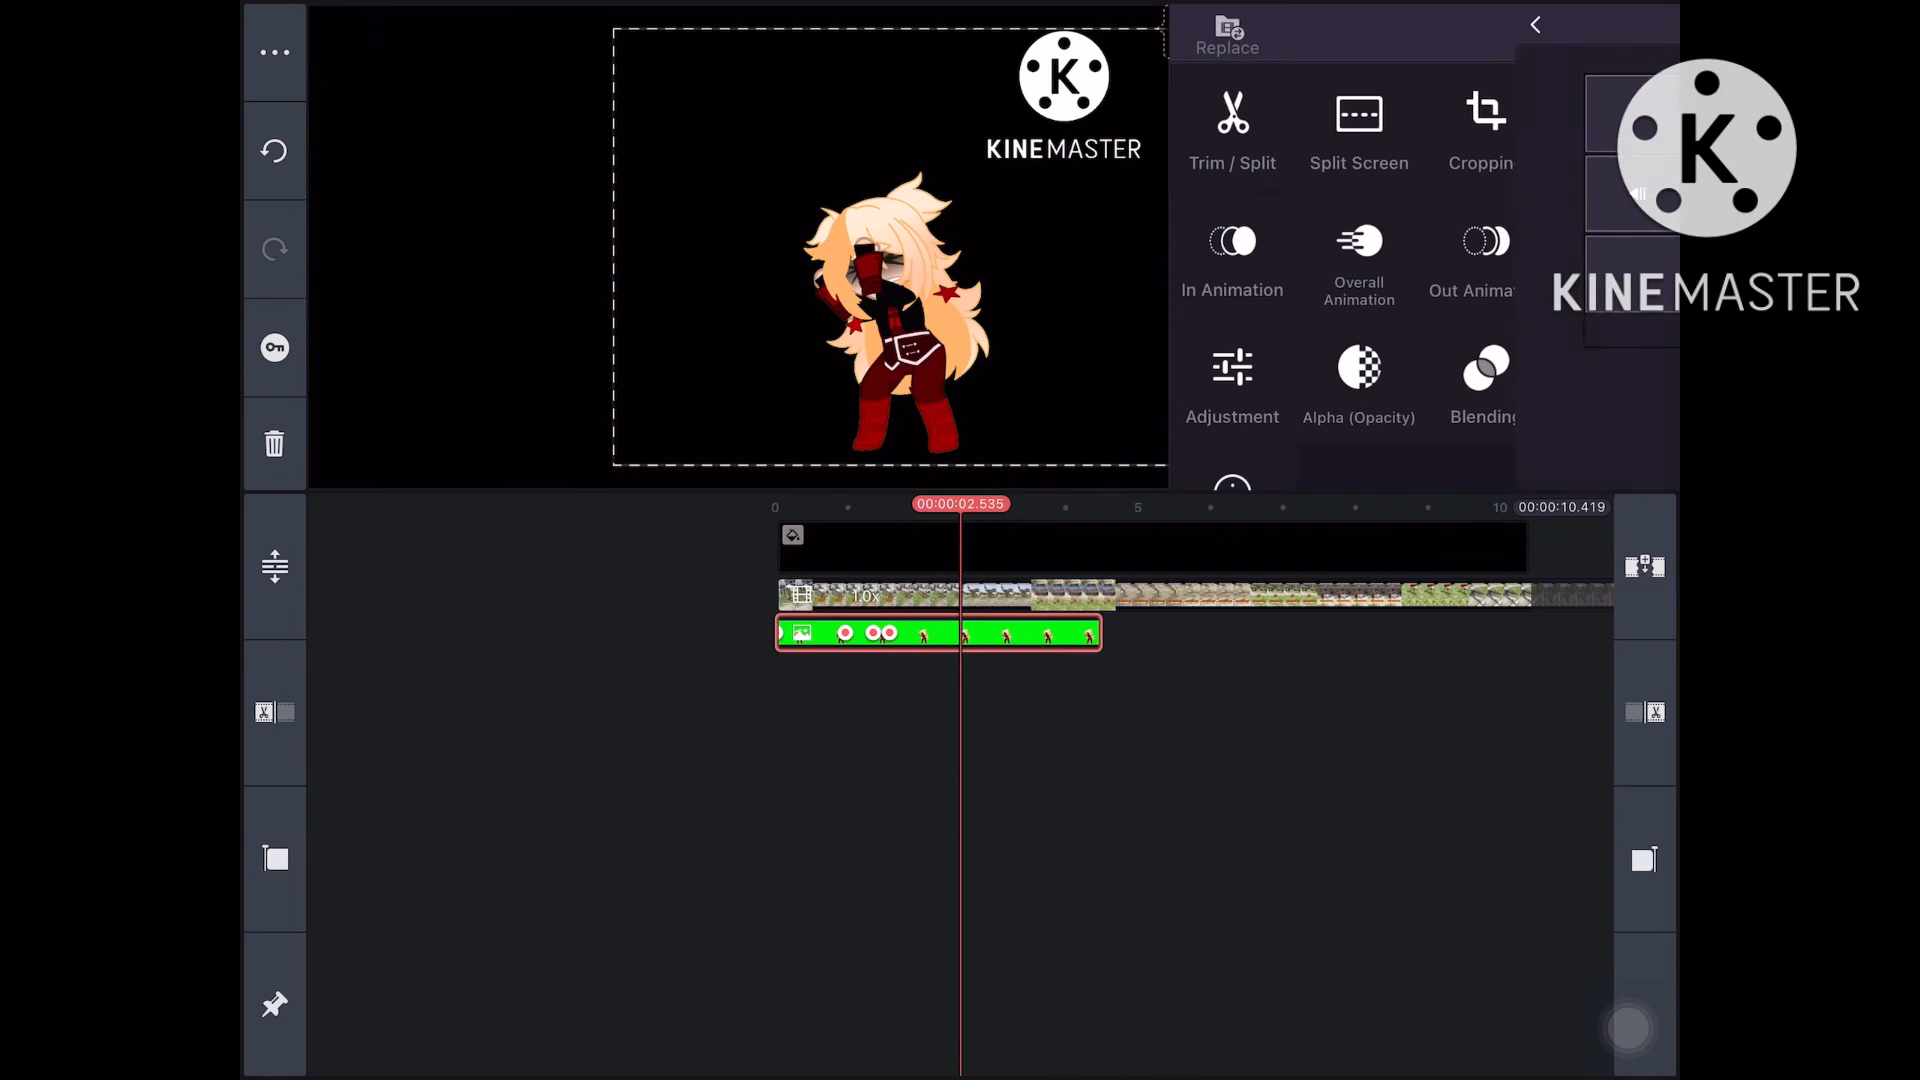 Replace
K
KINEMASTER
Trim / Split
Split Screen
Croppin
K
KINEMASTER
In Animation
Overall
Animation
Out Anima
Adjustment
Alpha (Opacity)
Blending
0
00:00:02.535
5
10
00:00:10.419
1.0x